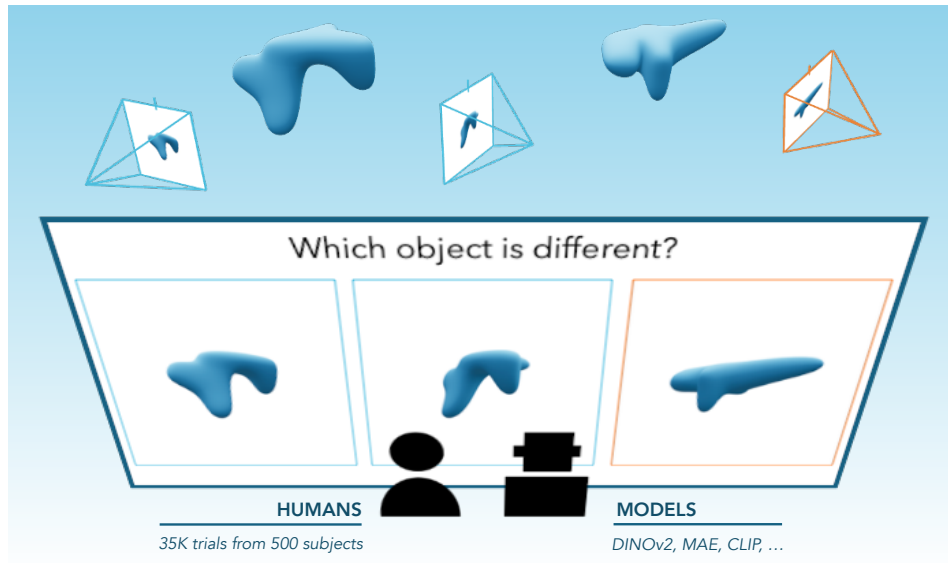 Which object is different?
HUMANS
35K trials from 500 subjects
MODELS
DINOv2, MAE, CLIP, ...